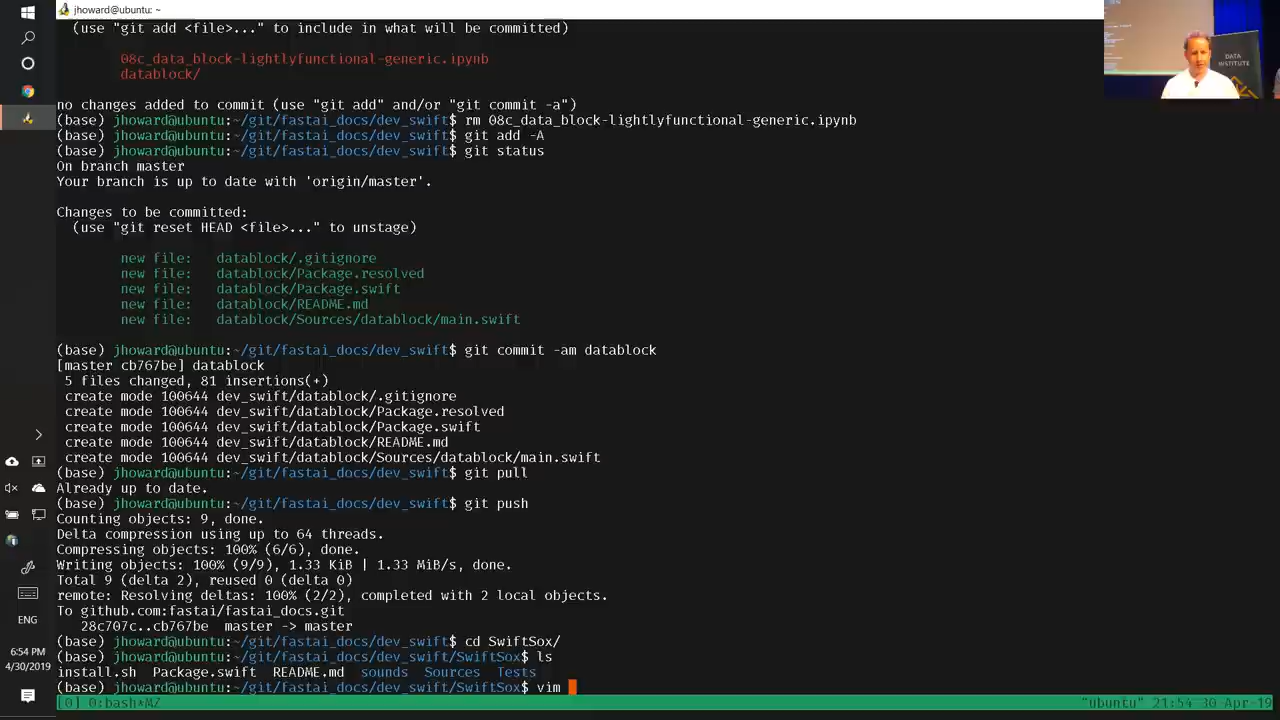 jhoward@ubuntu: ~
(use "git add <file>..." to include in what will be committed)
08c_data_block-lightlyfunctional-generic.ipynb
datablock/
no changes added to commit (use "git add" and/or "git commit -a")
(base) jhoward@ubuntu:~/git/fastai_docs/dev_swift$ rm 08c_data_block-lightlyfunctional-generic.ipynb
(base) jhoward@ubuntu:~/git/fastai_docs/dev_swift$ git add -A
(base) jhoward@ubuntu:~/git/fastai_docs/dev_swift$ git status
On branch master
Your branch is up to date with 'origin/master'.
Changes to be committed:
(use "git reset HEAD <file>..." to unstage)
new file:   datablock/.gitignore
new file:   datablock/Package.resolved
new file:   datablock/Package.swift
new file:   datablock/README.md
new file:   datablock/Sources/datablock/main.swift
(base) jhoward@ubuntu:~/git/fastai_docs/dev_swift$ git commit -am datablock
[master cb767be] datablock
5 files changed, 81 insertions(+)
create mode 100644 dev_swift/datablock/.gitignore
create mode 100644 dev_swift/datablock/Package.resolved
create mode 100644 dev_swift/datablock/Package.swift
create mode 100644 dev_swift/datablock/README.md
create mode 100644 dev_swift/datablock/Sources/datablock/main.swift
(base) jhoward@ubuntu:~/git/fastai_docs/dev_swift$ git pull
Already up to date.
(base) jhoward@ubuntu:~/git/fastai_docs/dev_swift$ git push
Counting objects: 9, done.
Delta compression using up to 64 threads.
Compressing objects: 100% (6/6), done.
Writing objects: 100% (9/9), 1.33 KiB | 1.33 MiB/s, done.
Total 9 (delta 2), reused 0 (delta 0)
remote: Resolving deltas: 100% (2/2), completed with 2 local objects.
To github.com:fastai/fastai_docs.git
28c707c..cb767be  master -> master
(base) jhoward@ubuntu:~/git/fastai_docs/dev_swift$ cd SwiftSox/
(base) jhoward@ubuntu:~/git/fastai_docs/dev_swift/SwiftSox$ ls
install.sh  Package.swift  README.md  sounds  Sources  Tests
(base) jhoward@ubuntu:~/git/fastai_docs/dev_swift/SwiftSox$ vim
[0] 0:bash*MZ
"ubuntu" 21:54 30-Apr-19
ENG
6:54 PM
4/30/2019
DATA
INSTITUTE